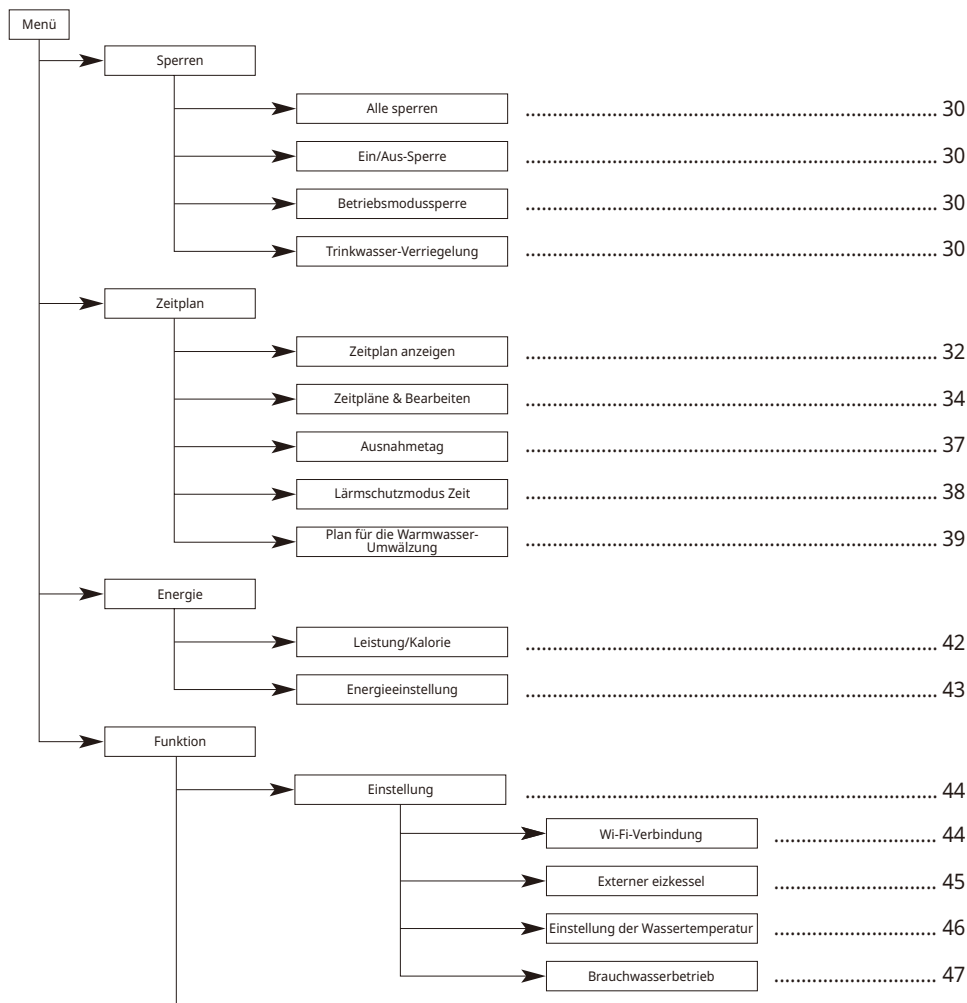 Menü
Sperren
Alle sperren ........................................................................... 30
Ein/Aus-Sperre ........................................................................... 30
Betriebsmodussperre ........................................................................... 30
Trinkwasser-Verriegelung ........................................................................... 30
Zeitplan
Zeitplan anzeigen ........................................................................... 32
Zeitpläne & Bearbeiten ........................................................................... 34
Ausnahmetag ........................................................................... 37
Lärmschutzmodus Zeit ........................................................................... 38
Plan für die Warmwasser-
Umwälzung ........................................................................... 39
Energie
Leistung/Kalorie ........................................................................... 42
Energieeinstellung ........................................................................... 43
Funktion
Einstellung ........................................................................... 44
Wi-Fi-Verbindung ............................. 44
Externer eizkessel ............................. 45
Einstellung der Wassertemperatur ............................. 46
Brauchwasserbetrieb ............................. 47